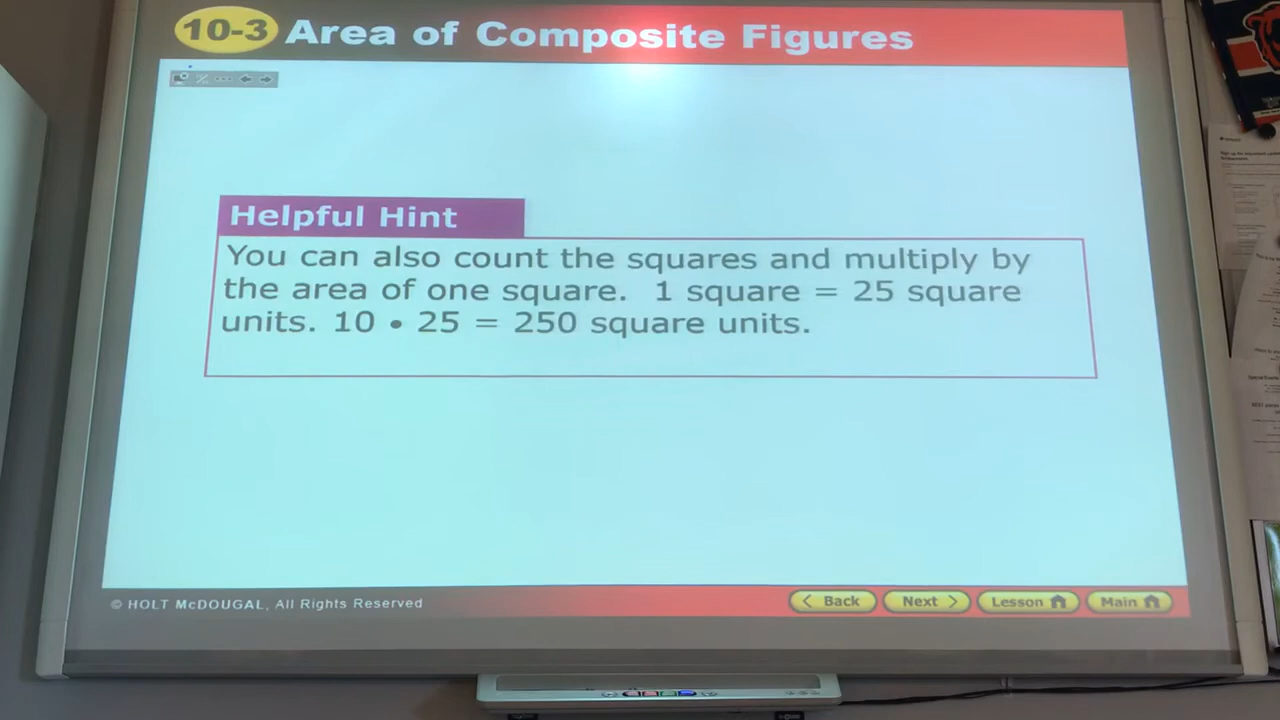 10-3 Area of Composite Figures
Helpful Hint
You can also count the squares and multiply by
the area of one square. 1 square = 25 square
units. 10 • 25 = 250 square units.
© HOLT McDOUGAL, All Rights Reserved
< Back
Next >
Lesson
Main